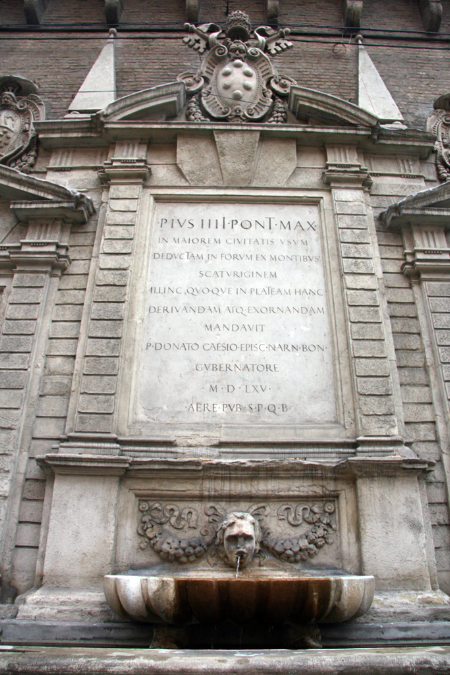 ·PIVS·IIII·PONT·MAX·
IN MAIOREM CIVITATIS VSVM
DEDVCTAM IN FORVM EX MONTIBVS
SCATVRIGINEM
ILLINC·QVOQVE IN PLATEAM HANC
DERIVANDAM ATQ·EXORNANDAM
MANDAVIT
P·DONATO CAESIO EPISC·NARN·BON·
GVBERNATORE
·M·D·LXV·
·AERE·PVB·S·P·Q·B·